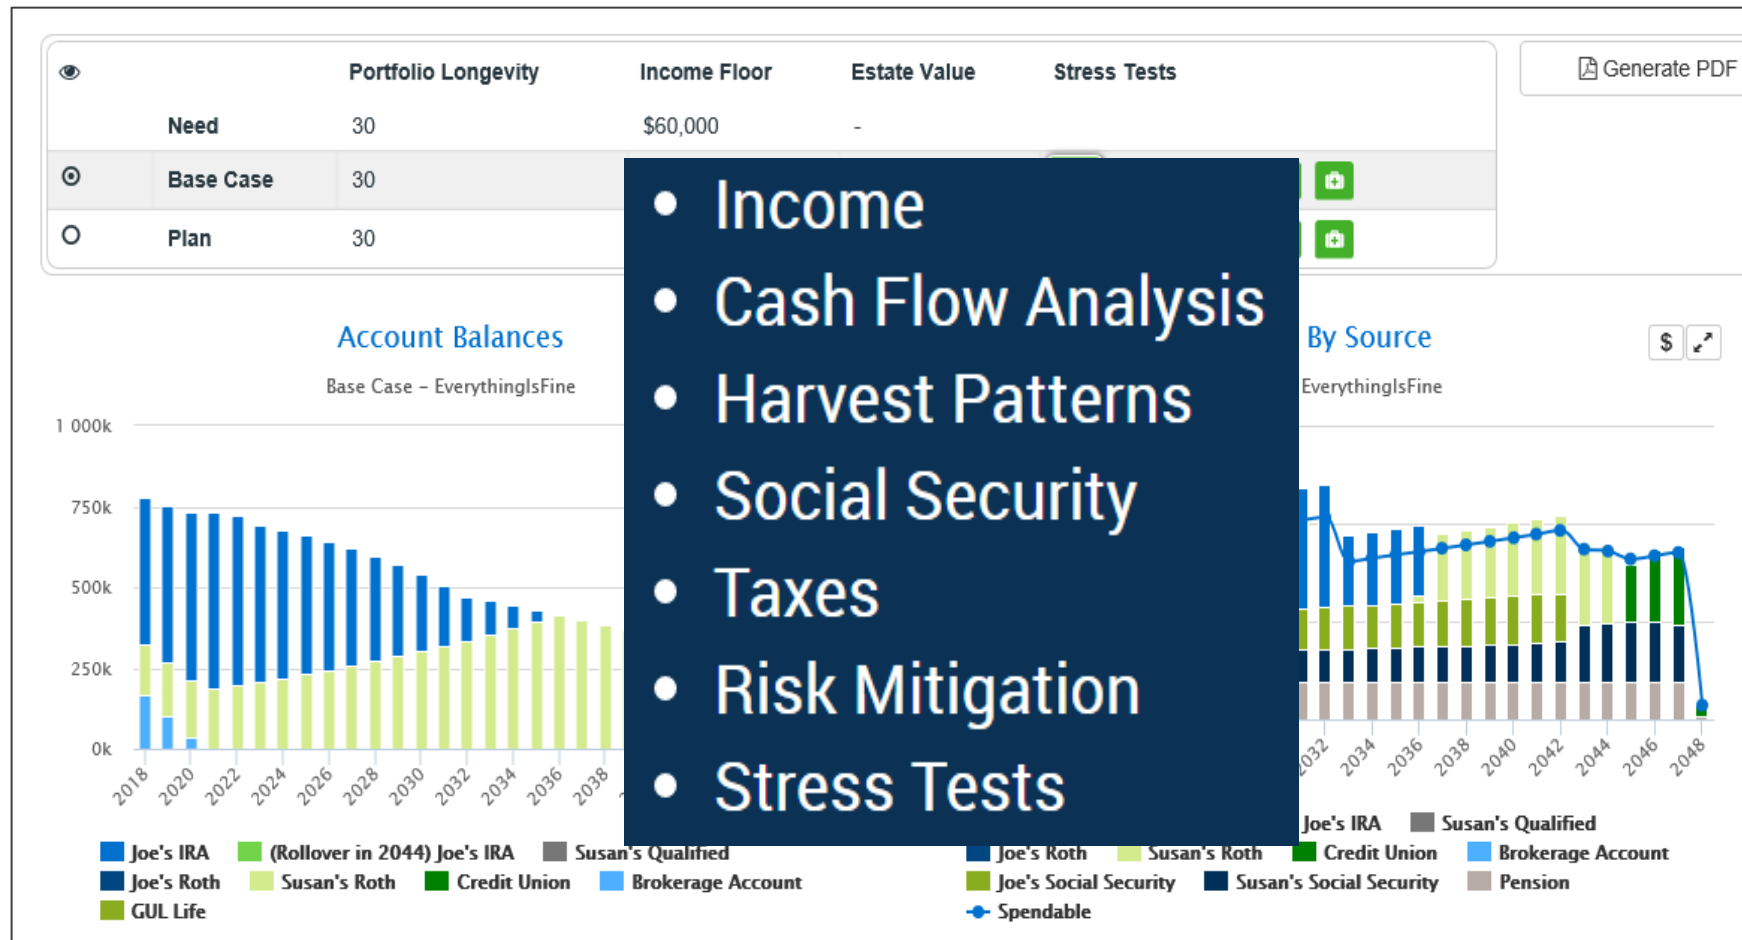 Portfolio Longevity Income Floor Estate Value Stress Tests
Generate PDF
Need 30 $60,000 -
Base Case 30
Plan 30
• Income
• Cash Flow Analysis
• Harvest Patterns
• Social Security
• Taxes
• Risk Mitigation
• Stress Tests
Account Balances
Base Case – EverythingIsFine
1 000k
750k
500k
250k
0k
2018 2020 2022 2024 2026 2028 2030 2032 2034 2036 2038
Joe's IRA (Rollover in 2044) Joe's IRA Susan's Qualified
Joe's Roth Susan's Roth Credit Union Brokerage Account
GUL Life
By Source
$
EverythingIsFine
2032 2034 2036 2038 2040 2042 2044 2046 2048
Joe's IRA Susan's Qualified
Joe's Roth Susan's Roth Credit Union Brokerage Account
Joe's Social Security Susan's Social Security Pension
Spendable